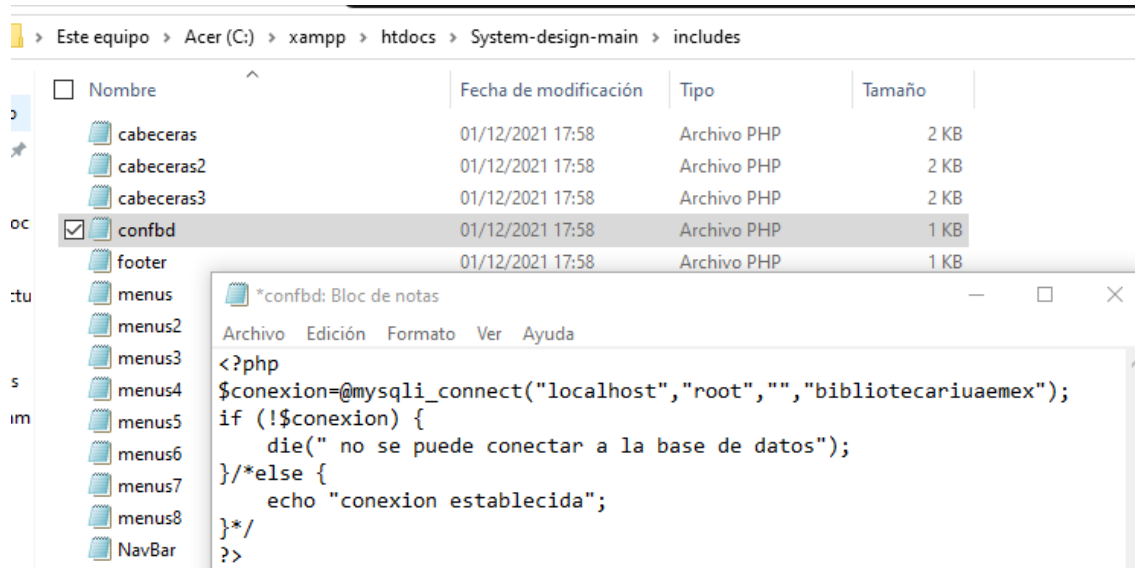 Este equipo > Acer (C:) > xampp > htdocs > System-design-main > includes
Nombre Fecha de modificación Tipo Tamaño
cabeceras 01/12/2021 17:58 Archivo PHP 2 KB
cabeceras2 01/12/2021 17:58 Archivo PHP 2 KB
cabeceras3 01/12/2021 17:58 Archivo PHP 2 KB
confbd 01/12/2021 17:58 Archivo PHP 1 KB
footer 01/12/2021 17:58 Archivo PHP 1 KB
menus
menus2
menus3
menus4
menus5
menus6
menus7
menus8
NavBar
*confbd: Bloc de notas
Archivo Edición Formato Ver Ayuda
<?php
$conexion=@mysqli_connect("localhost","root","","bibliotecariuaemex");
if (!$conexion) {
    die(" no se puede conectar a la base de datos");
}/*else {
    echo "conexion establecida";
}*/
?>